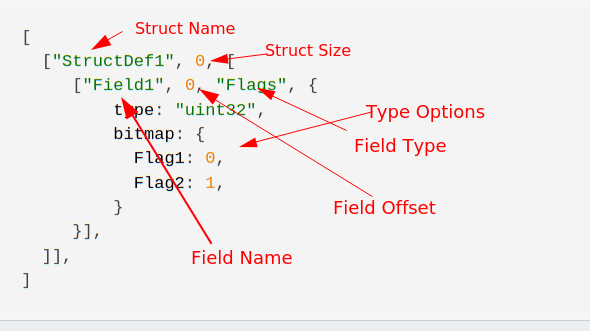 Struct Name
[
["StructDef1", 0, [
Struct Size
["Field1", 0, "Flags", {
type: "uint32",
Type Options
bitmap: {
Field Type
Flag1: 0,
Flag2: 1,
}
Field Offset
}],
]],
Field Name
]